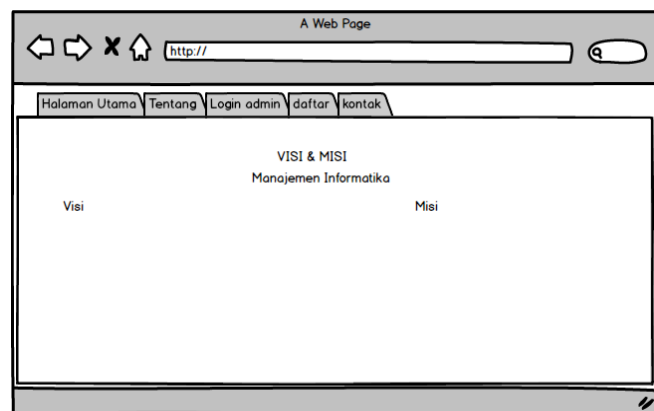 A Web Page
http://
Halaman Utama Tentang Login admin daftar kontak
VISI & MISI
Manajemen Informatika
Visi Misi